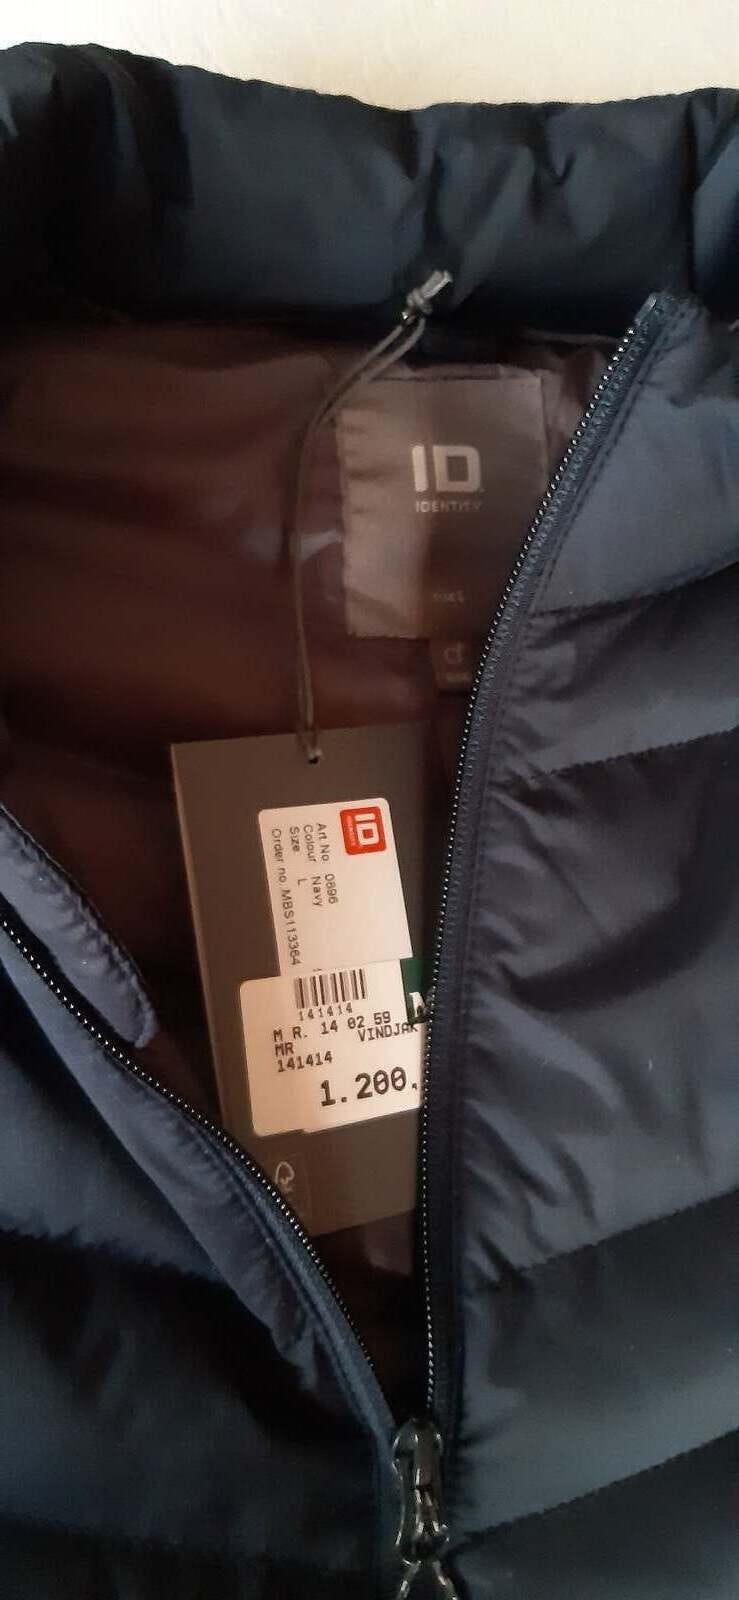 ID
IDENTITY
ID
IDENTITY
Art.No. 0896
Colour Navy
Size L
Order no. MBS113364
141414
M R. 14 02 59
MR VINDJAK
141414
1.200,